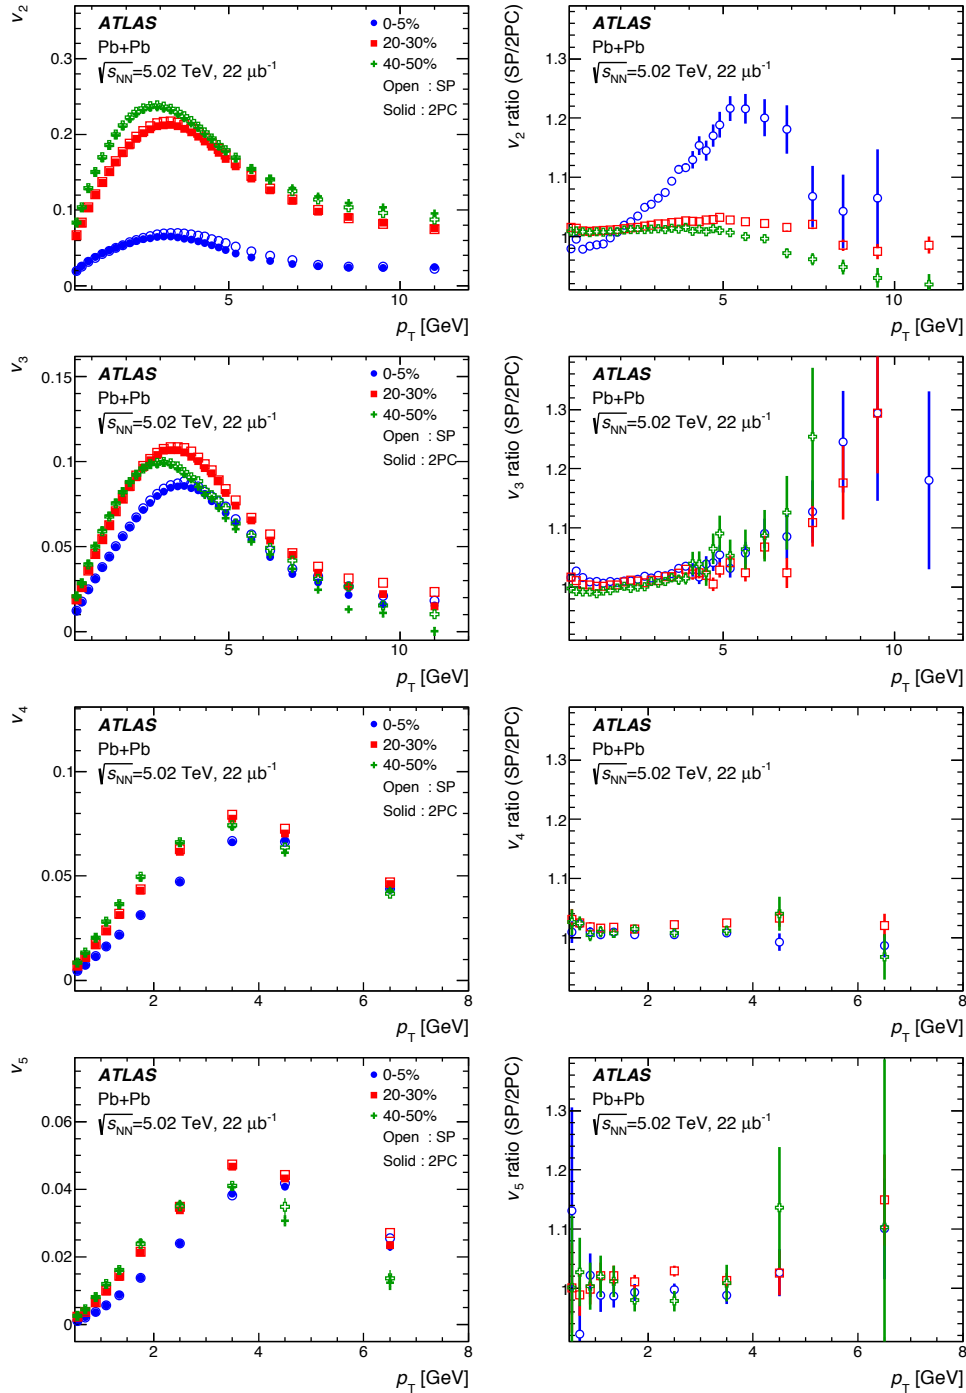 v2
ATLAS
Pb+Pb
√sNN=5.02 TeV, 22 μb-1
0-5%
20-30%
40-50%
Open : SP
Solid : 2PC
0.3
0.2
0.1
0
5
10
pT [GeV]
v2 ratio (SP/2PC)
ATLAS
Pb+Pb
√sNN=5.02 TeV, 22 μb-1
1.3
1.2
1.1
1
5
10
pT [GeV]
v3
ATLAS
Pb+Pb
√sNN=5.02 TeV, 22 μb-1
0-5%
20-30%
40-50%
Open : SP
Solid : 2PC
0.15
0.1
0.05
0
5
10
pT [GeV]
v3 ratio (SP/2PC)
ATLAS
Pb+Pb
√sNN=5.02 TeV, 22 μb-1
1.3
1.2
1.1
1
5
10
pT [GeV]
v4
ATLAS
Pb+Pb
√sNN=5.02 TeV, 22 μb-1
0-5%
20-30%
40-50%
Open : SP
Solid : 2PC
0.1
0.05
0
2
4
6
8
pT [GeV]
v4 ratio (SP/2PC)
ATLAS
Pb+Pb
√sNN=5.02 TeV, 22 μb-1
1.3
1.2
1.1
1
2
4
6
8
pT [GeV]
v5
ATLAS
Pb+Pb
√sNN=5.02 TeV, 22 μb-1
0-5%
20-30%
40-50%
Open : SP
Solid : 2PC
0.06
0.04
0.02
0
2
4
6
8
pT [GeV]
v5 ratio (SP/2PC)
ATLAS
Pb+Pb
√sNN=5.02 TeV, 22 μb-1
1.3
1.2
1.1
1
2
4
6
8
pT [GeV]